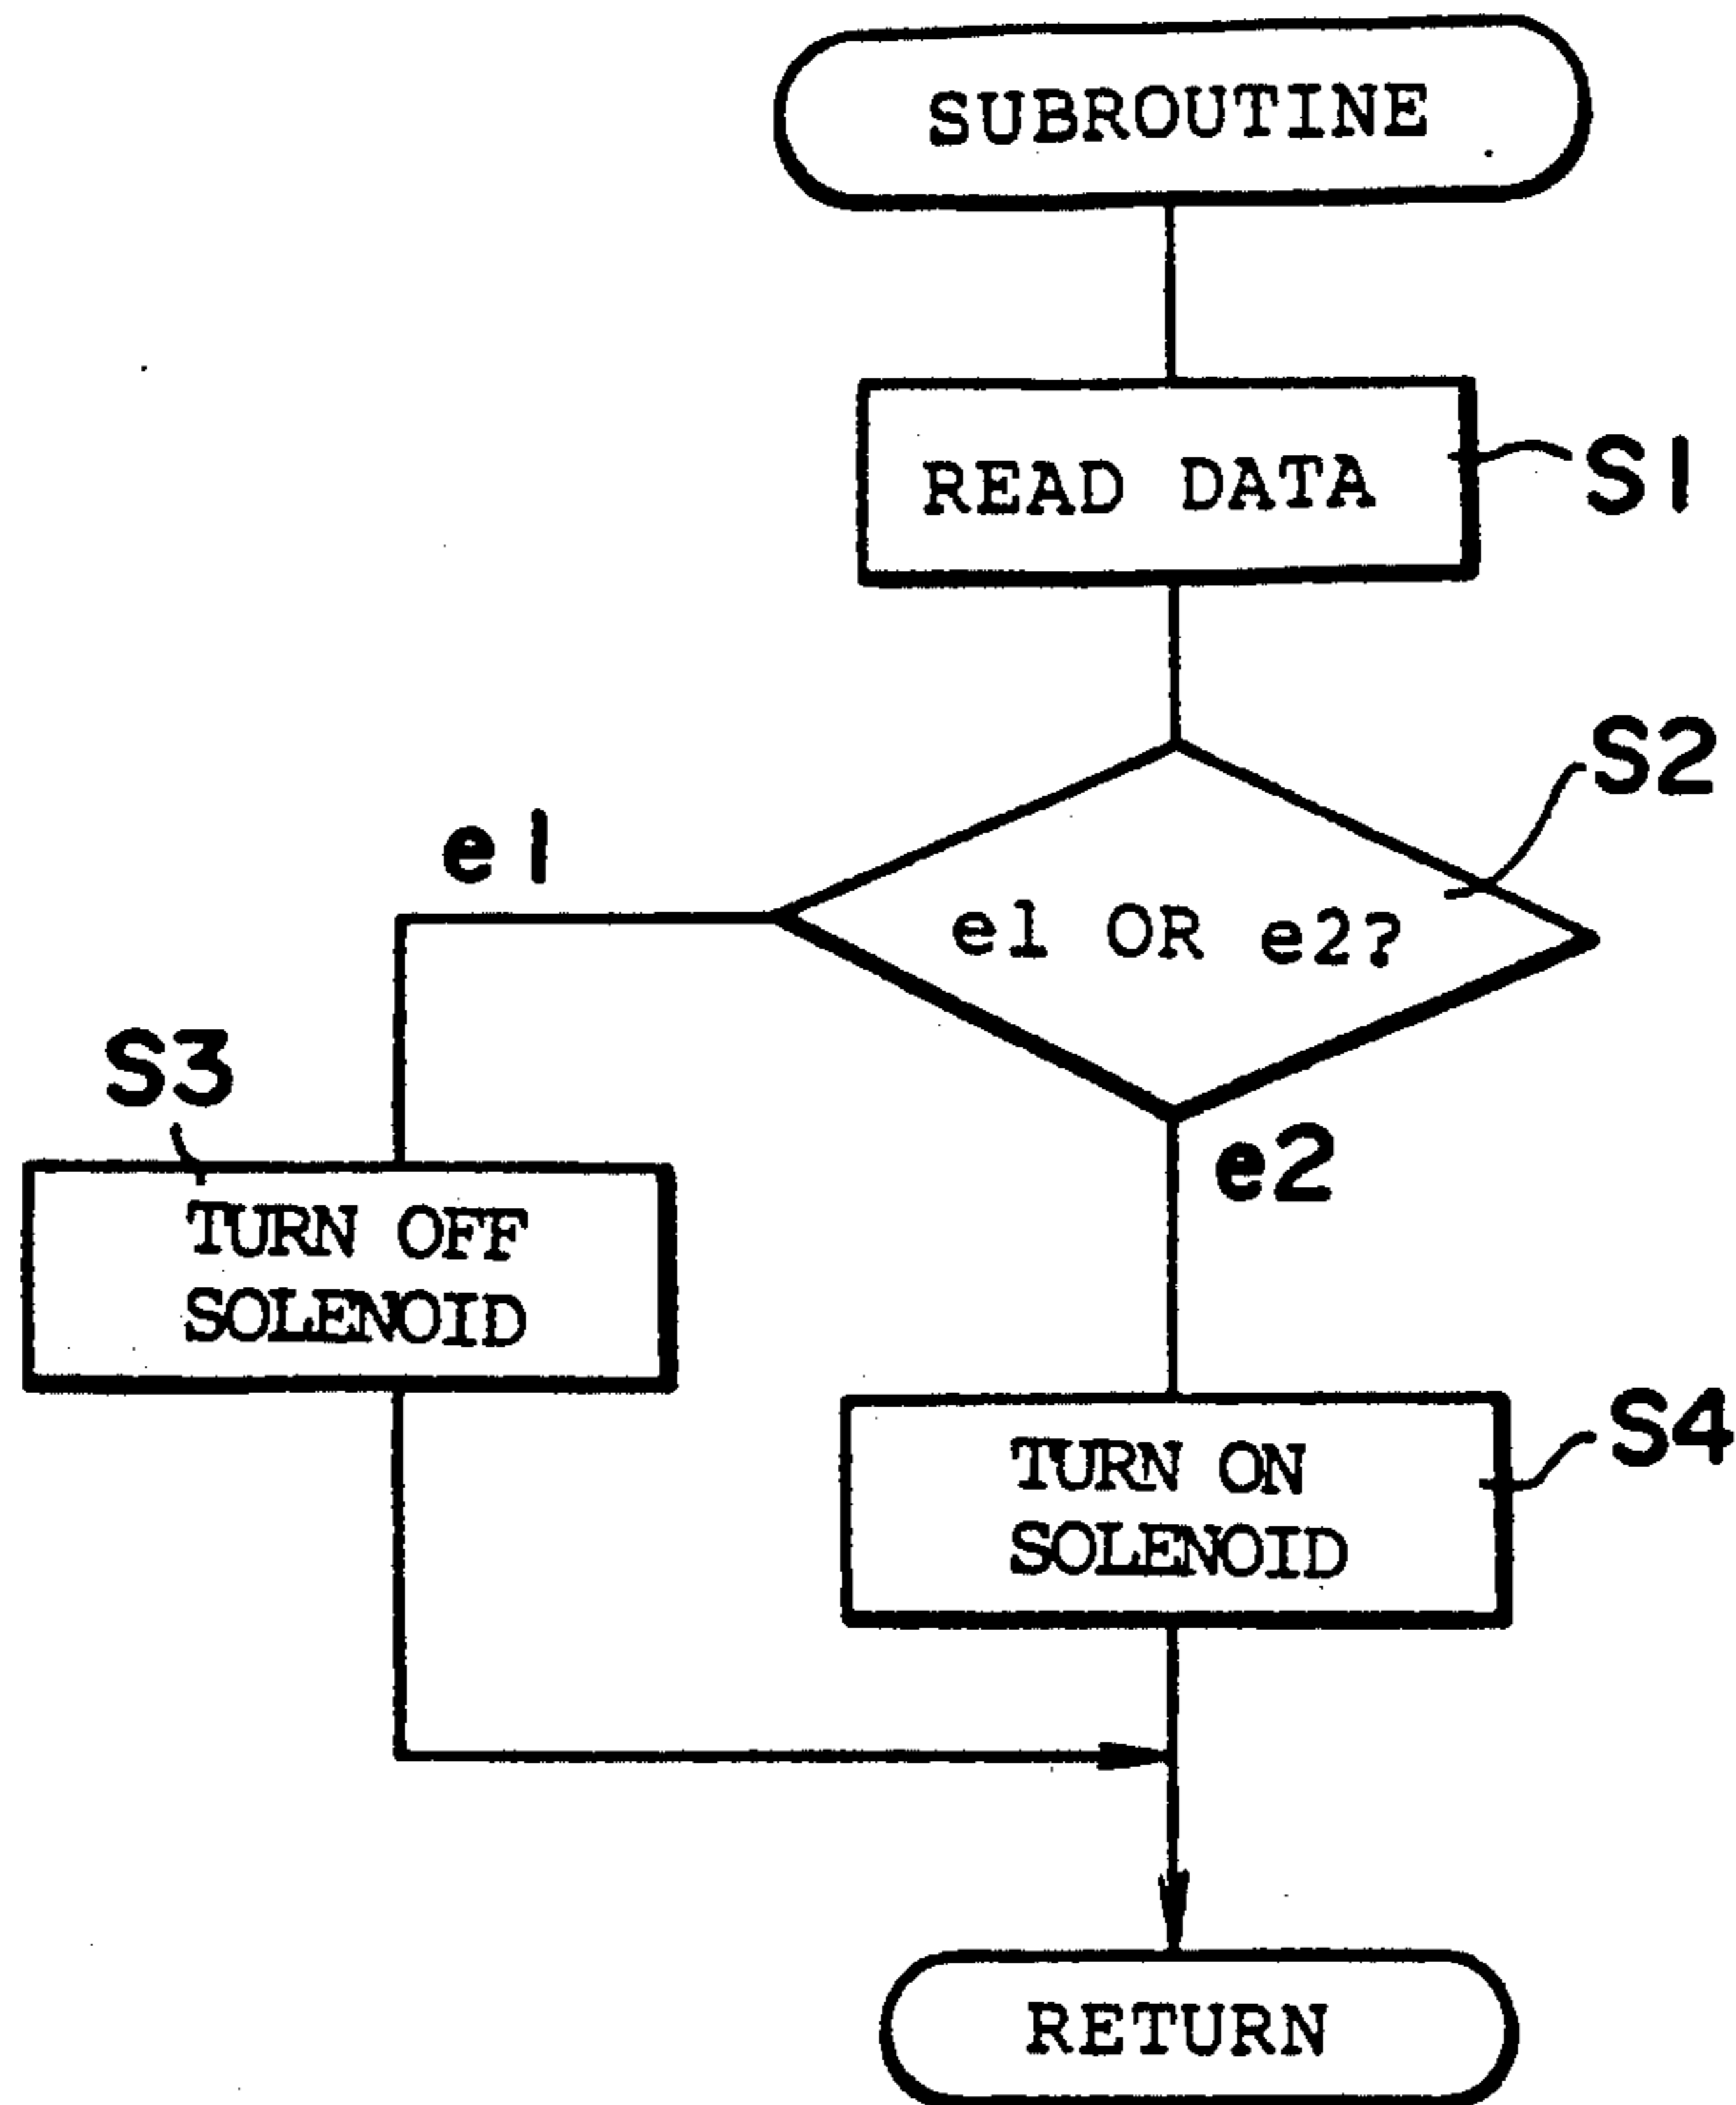 SUBROUTINE
READ DATA
S1
S2
e1
e1 OR e2?
S3
e2
TURN OFF
SOLENOID
S4
TURN ON
SOLENOID
RETURN